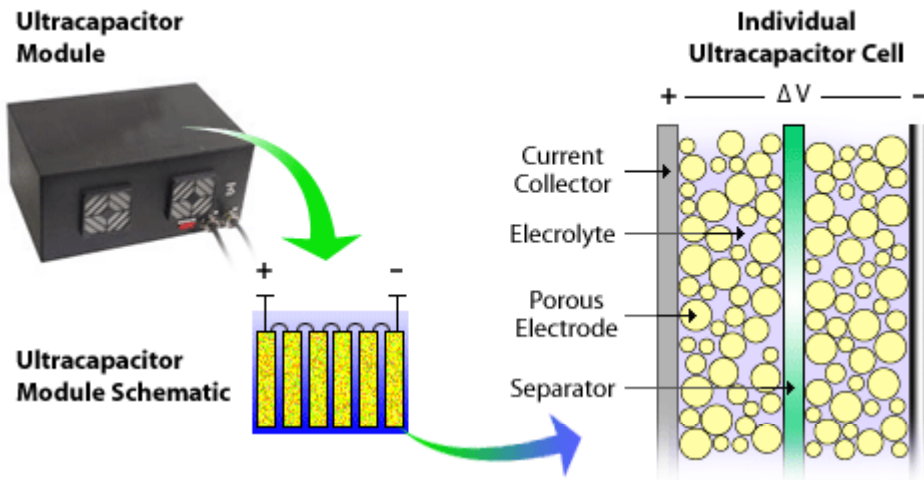 Ultracapacitor
Module
Individual
Ultracapacitor Cell
+ ΔV −
Current
Collector
Elecrolyte
Porous
Electrode
Separator
+ −
Ultracapacitor
Module Schematic